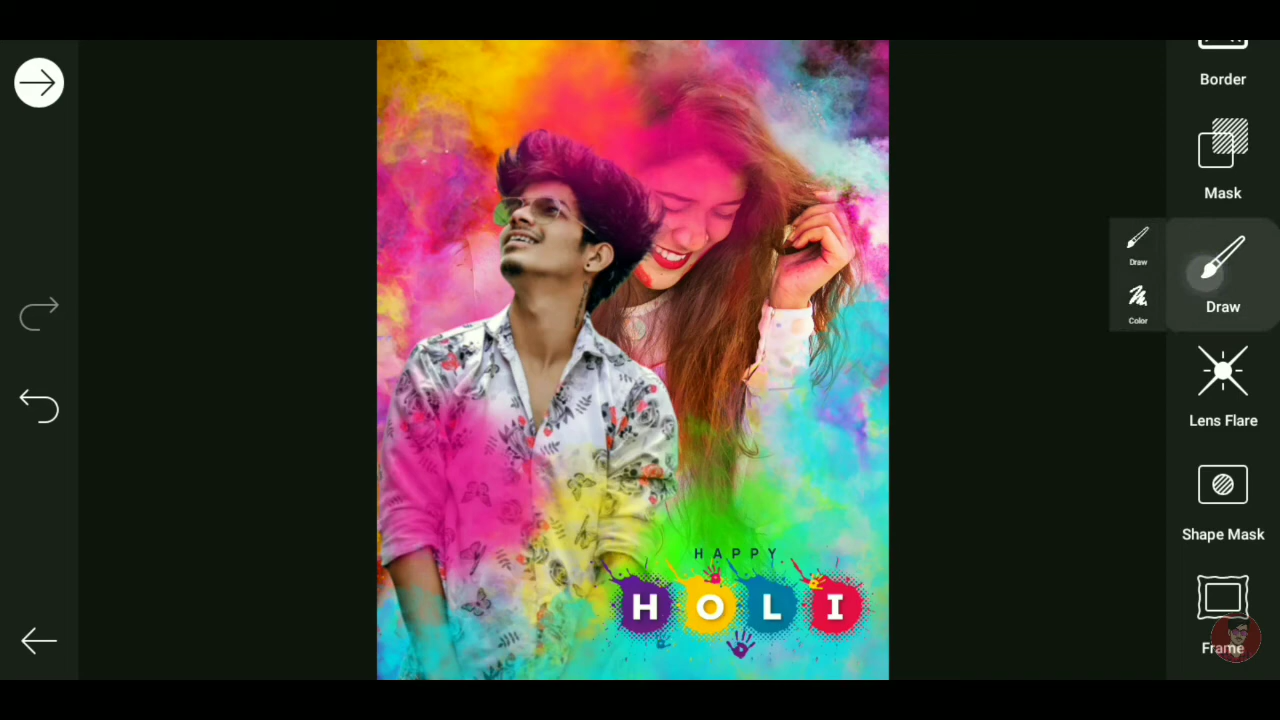 Border
Mask
Draw
Color
Draw
Lens Flare
Shape Mask
Frame
HAPPY
HOLI